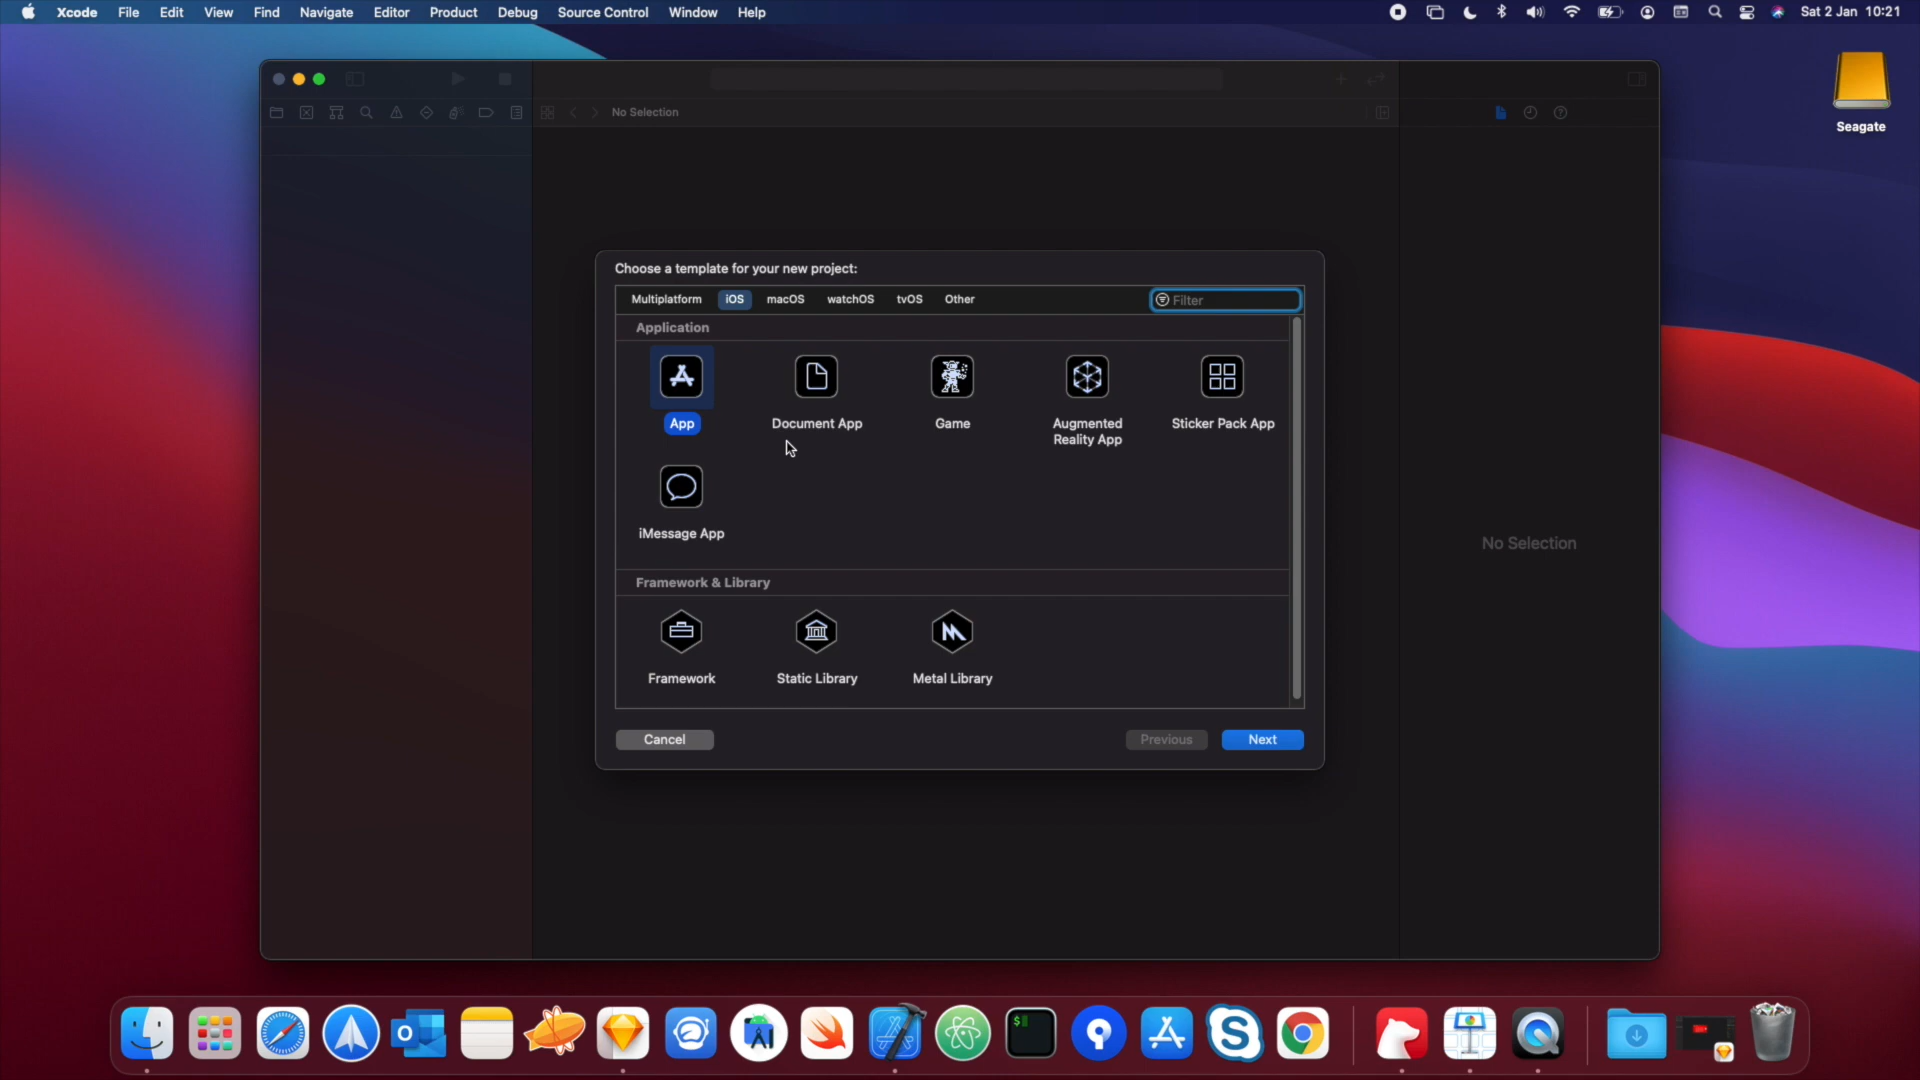 Xcode File Edit View Find Navigate Editor Product Debug Source Control Window Help
Sat 2 Jan 10:21
No Selection
Seagate
Choose a template for your new project:
Multiplatform iOS macOS watchOS tvOS Other
Filter
Application
App
Document App
Game
Augmented
Reality App
Sticker Pack App
iMessage App
Framework & Library
Framework
Static Library
Metal Library
Cancel
Previous
Next
No Selection